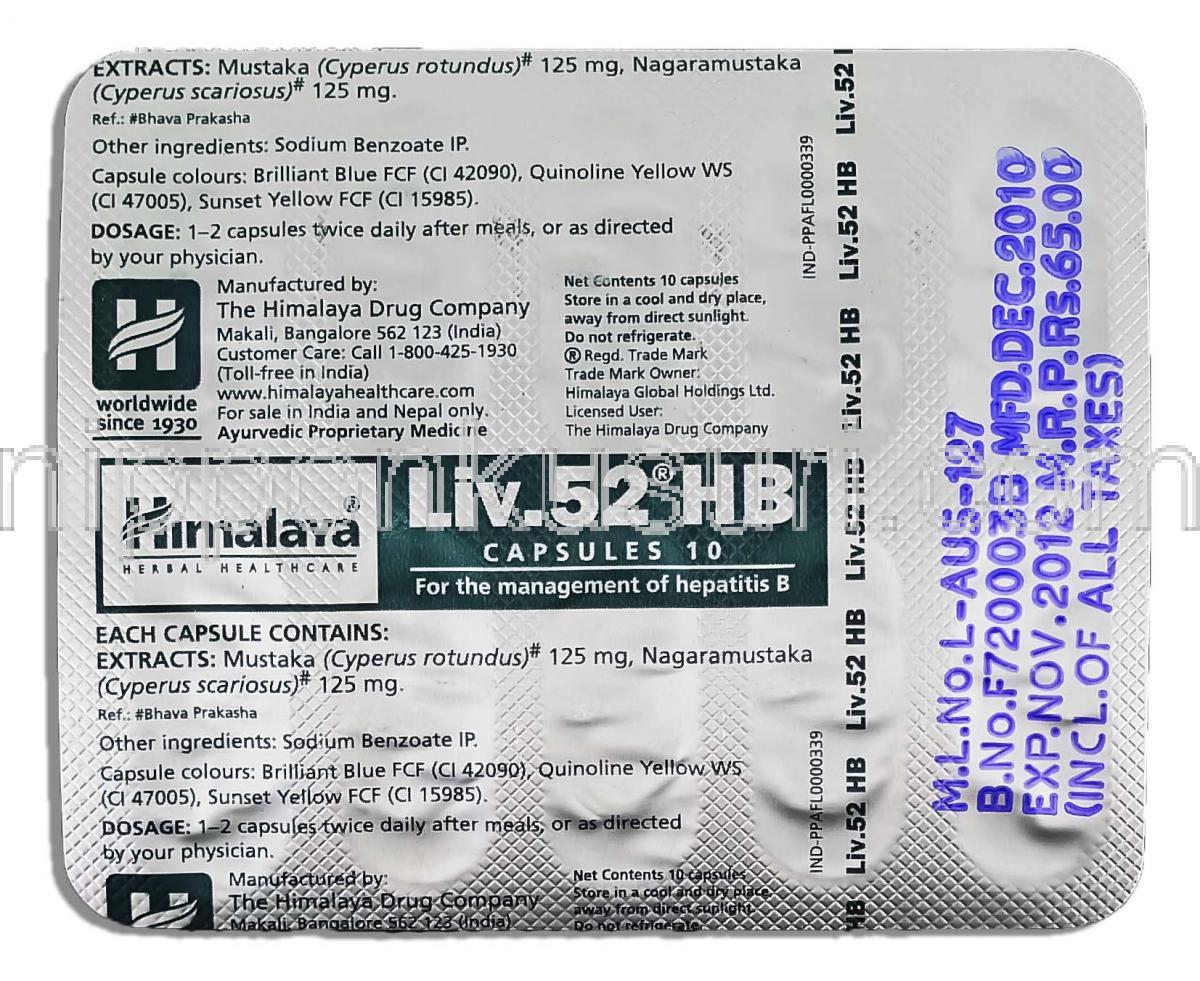 EXTRACTS: Mustaka (Cyperus rotundus)# 125 mg, Nagaramustaka
(Cyperus scariosus)# 125 mg.
Ref.: #Bhava Prakasha
Other ingredients: Sodium Benzoate IP.
Capsule colours: Brilliant Blue FCF (CI 42090), Quinoline Yellow WS
(CI 47005), Sunset Yellow FCF (CI 15985).
DOSAGE: 1–2 capsules twice daily after meals, or as directed
by your physician.
H
worldwide
since 1930
Manufactured by:
The Himalaya Drug Company
Makali, Bangalore 562 123 (India)
Customer Care: Call 1-800-425-1930
(Toll-free in India)
www.himalayahealthcare.com
For sale in India and Nepal only.
Ayurvedic Proprietary Medicine
Net Contents 10 capsules
Store in a cool and dry place,
away from direct sunlight.
Do not refrigerate.
® Regd. Trade Mark
Trade Mark Owner:
Himalaya Global Holdings Ltd.
Licensed User:
The Himalaya Drug Company
Himalaya®
HERBAL HEALTHCARE
Liv.52® HB
CAPSULES 10
For the management of hepatitis B
EACH CAPSULE CONTAINS:
EXTRACTS: Mustaka (Cyperus rotundus)# 125 mg, Nagaramustaka
(Cyperus scariosus)# 125 mg.
Ref.: #Bhava Prakasha
Other ingredients: Sodium Benzoate IP.
Capsule colours: Brilliant Blue FCF (CI 42090), Quinoline Yellow WS
(CI 47005), Sunset Yellow FCF (CI 15985).
DOSAGE: 1–2 capsules twice daily after meals, or as directed
by your physician.
Manufactured by:
The Himalaya Drug Company
Makali, Bangalore 562 123 (India)
Net Contents 10 capsules
Store in a cool and dry place,
away from direct sunlight.
Do not refrigerate.
IND-PPAFL0000339
IND-PPAFL0000339
HB Liv.52 HB Liv.52 HB Liv.52 HB Liv.52 HB Liv.52 HB Liv.52
M.L.No.L-AUS-127
B.No.F720003B MFD.DEC.2010
EXP.NOV.2012 M.R.P.Rs.65.00
(INCL.OF ALL TAXES)
nipponkusuri.com